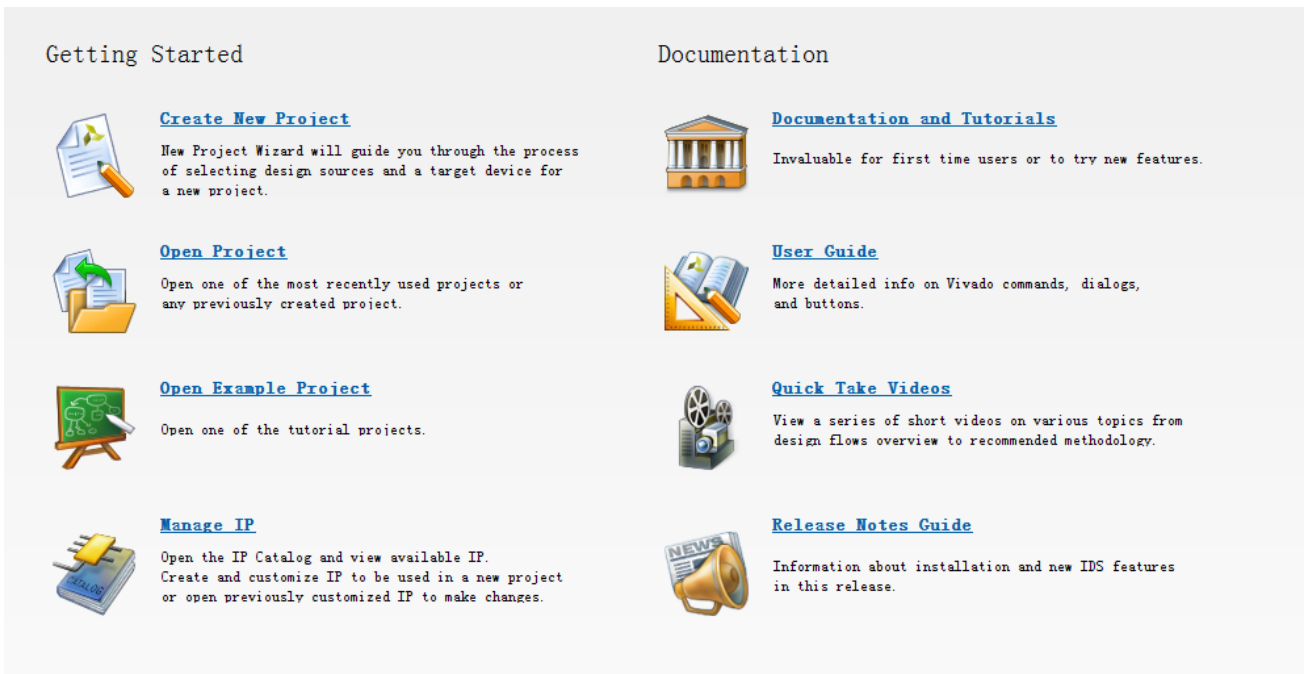 Getting Started
Create New Project
New Project Wizard will guide you through the process
of selecting design sources and a target device for
a new project.
Open Project
Open one of the most recently used projects or
any previously created project.
Open Example Project
Open one of the tutorial projects.
Manage IP
CATALOG
Open the IP Catalog and view available IP.
Create and customize IP to be used in a new project
or open previously customized IP to make changes.
Documentation
Documentation and Tutorials
Invaluable for first time users or to try new features.
User Guide
More detailed info on Vivado commands, dialogs,
and buttons.
Quick Take Videos
View a series of short videos on various topics from
design flows overview to recommended methodology.
Release Notes Guide
NEWS
Information about installation and new IDS features
in this release.